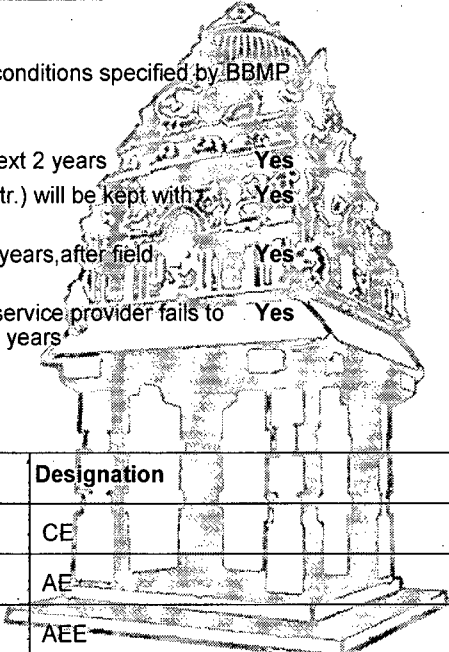 conditions specified by BBMP
ext 2 years Yes
tr.) will be kept with Yes
years, after field Yes
service provider fails to Yes
years
Designation
CE
AE
AEE